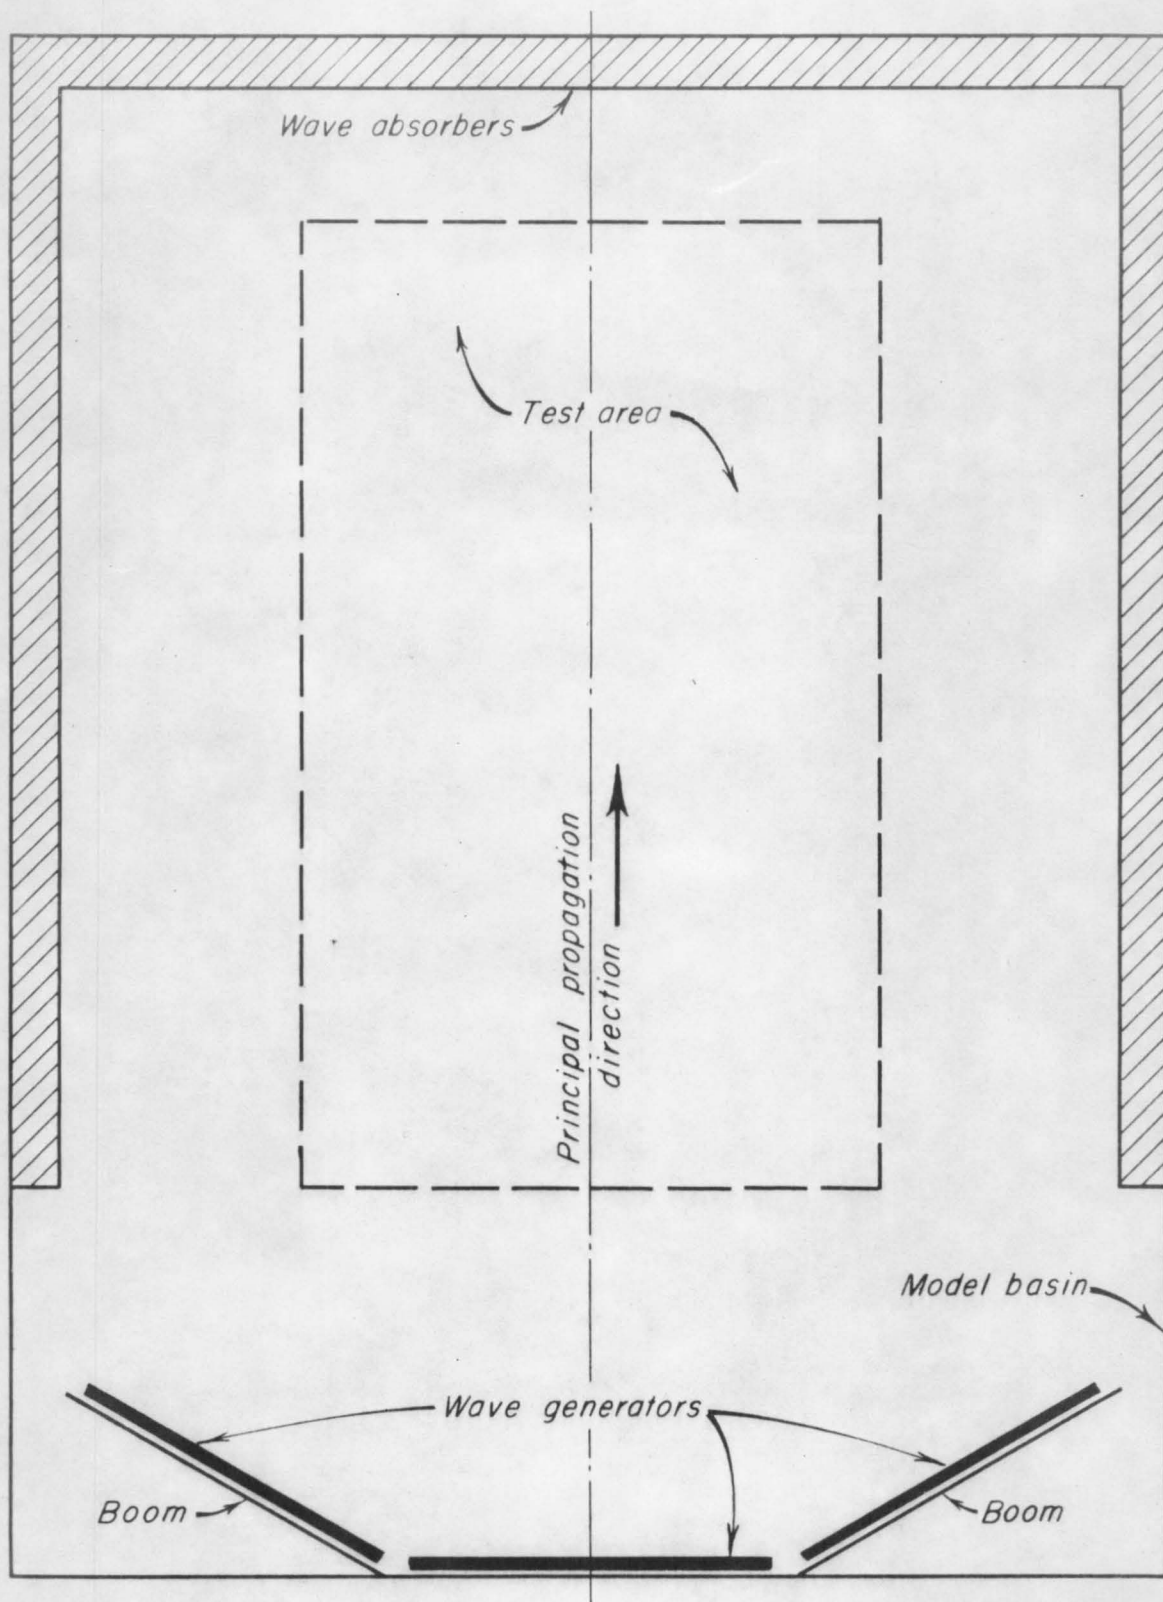 Wave absorbers
Test area
Principal propagation
direction
Model basin
Wave generators
Boom
Boom